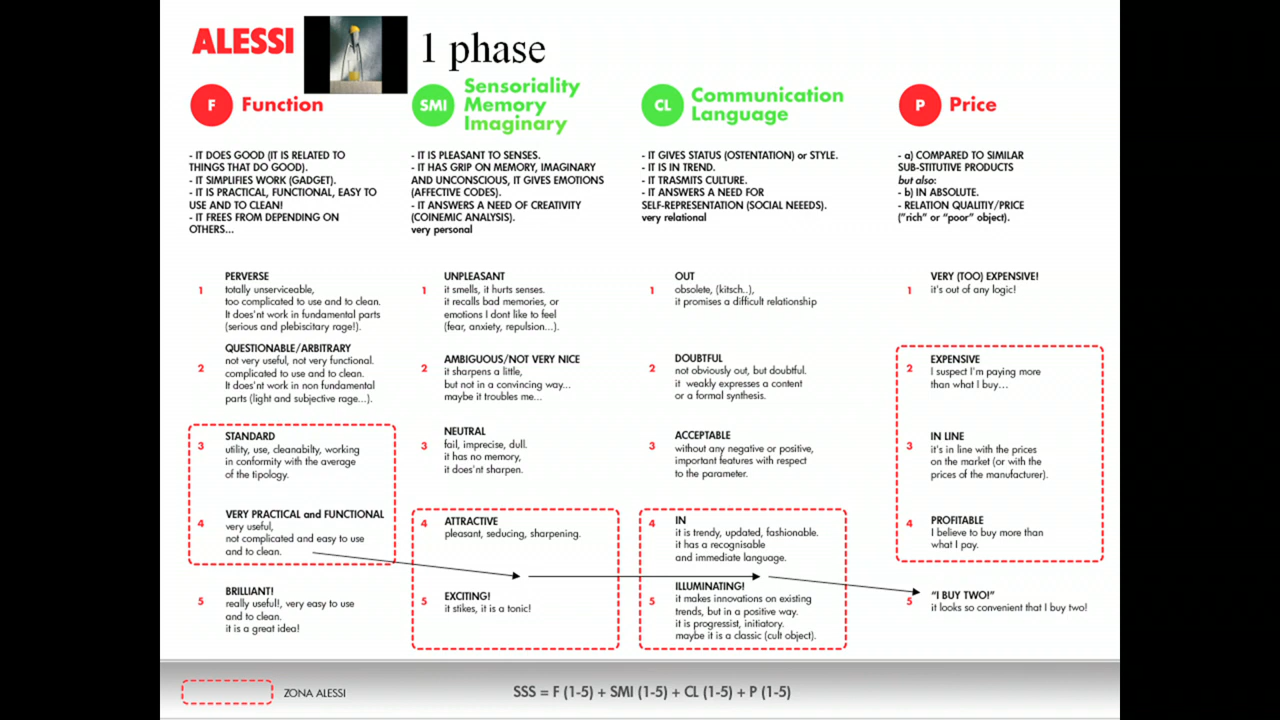 ALESSI
1 phase
F Function
SMI Sensoriality
Memory
Imaginary
CL Communication
Language
P Price
- IT DOES GOOD (IT IS RELATED TO
THINGS THAT DO GOOD).
- IT SIMPLIFIES WORK (GADGET).
- IT IS PRACTICAL, FUNCTIONAL, EASY TO
USE AND TO CLEAN!
- IT FREES FROM DEPENDING ON
OTHERS...
- IT IS PLEASANT TO SENSES.
- IT HAS GRIP ON MEMORY, IMAGINARY
AND UNCONSCIOUS, IT GIVES EMOTIONS
(AFFECTIVE CODES).
- IT ANSWERS A NEED OF CREATIVITY
(COINEMIC ANALYSIS).
very personal
- IT GIVES STATUS (OSTENTATION) or STYLE.
- IT IS IN TREND.
- IT TRASMITS CULTURE.
- IT ANSWERS A NEED FOR
SELF-REPRESENTATION (SOCIAL NEEEDS).
very relational
- a) COMPARED TO SIMILAR
SUB-STITUTIVE PRODUCTS
but also:
- b) IN ABSOLUTE.
- RELATION QUALITIY/PRICE
("rich" or "poor" object).
PERVERSE
1 totally unserviceable,
too complicated to use and to clean.
It does'nt work in fundamental parts
(serious and plebiscitary rage!).
QUESTIONABLE/ARBITRARY
not very useful, not very functional.
2 complicated to use and to clean.
It does'nt work in non fundamental
parts (light and subjective rage...).
STANDARD
3 utility, use, cleanabilty, working
in conformity with the average
of the tipology.
VERY PRACTICAL and FUNCTIONAL
4 very useful,
not complicated and easy to use
and to clean.
BRILLIANT!
5 really useful!, very easy to use
and to clean.
it is a great idea!
UNPLEASANT
1 it smells, it hurts senses.
it recalls bad memories, or
emotions I dont like to feel
(fear, anxiety, repulsion...).
AMBIGUOUS/NOT VERY NICE
2 it sharpens a little,
but not in a convincing way...
maybe it troubles me...
NEUTRAL
3 fail, imprecise, dull.
it has no memory,
it does'nt sharpen.
4 ATTRACTIVE
pleasant, seducing, sharpening.
EXCITING!
5 it stikes, it is a tonic!
OUT
1 obsolete, (kitsch..),
it promises a difficult relationship
DOUBTFUL
2 not obviously out, but doubtful.
it weakly expresses a content
or a formal synthesis.
ACCEPTABLE
3 without any negative or positive,
important features with respect
to the parameter.
4 IN
it is trendy, updated, fashionable.
it has a recognisable
and immediate language.
ILLUMINATING!
5 it makes innovations on existing
trends, but in a positive way.
it is progressist, initiatory.
maybe it is a classic (cult object).
VERY (TOO) EXPENSIVE!
1 it's out of any logic!
EXPENSIVE
2 I suspect I'm paying more
than what I buy...
IN LINE
3 it's in line with the prices
on the market (or with the
prices of the manufacturer).
4 PROFITABLE
I believe to buy more than
what I pay.
"I BUY TWO!"
5 it looks so convenient that I buy two!
ZONA ALESSI
SSS = F (1-5) + SMI (1-5) + CL (1-5) + P (1-5)